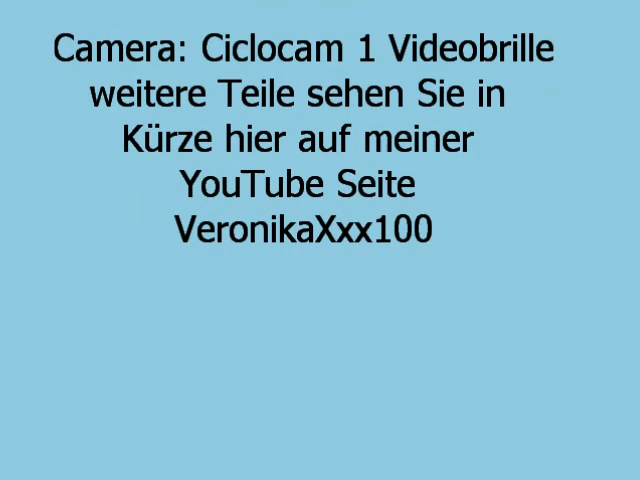 Camera: Ciclocam 1 Videobrille
weitere Teile sehen Sie in
Kürze hier auf meiner
YouTube Seite
VeronikaXxx100